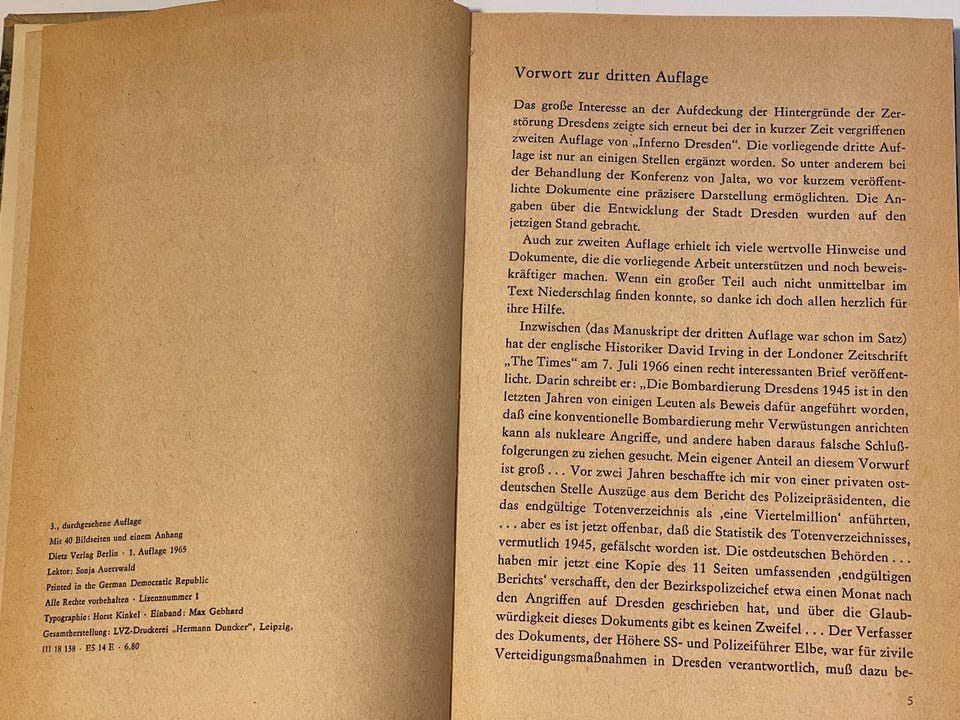 3., durchgesehene Auflage
Mit 40 Bildseiten und einem Anhang
Dietz Verlag Berlin · 1. Auflage 1965
Lektor: Sonja Auerswald
Printed in the German Democratic Republic
Alle Rechte vorbehalten · Lizenznummer 1
Typographie: Horst Kinkel · Einband: Max Gebhard
Gesamtherstellung: LVZ-Druckerei „Hermann Duncker“, Leipzig,
III 18 138 · ES 14 E · 6,80
Vorwort zur dritten Auflage
Das große Interesse an der Aufdeckung der Hintergründe der Zer-
störung Dresdens zeigte sich erneut bei der in kurzer Zeit vergriffenen
zweiten Auflage von „Inferno Dresden“. Die vorliegende dritte Auf-
lage ist nur an einigen Stellen ergänzt worden. So unter anderem bei
der Behandlung der Konferenz von Jalta, wo vor kurzem veröffent-
lichte Dokumente eine präzisere Darstellung ermöglichten. Die An-
gaben über die Entwicklung der Stadt Dresden wurden auf den
jetzigen Stand gebracht.
Auch zur zweiten Auflage erhielt ich viele wertvolle Hinweise und
Dokumente, die die vorliegende Arbeit unterstützen und noch beweis-
kräftiger machen. Wenn ein großer Teil auch nicht unmittelbar im
Text Niederschlag finden konnte, so danke ich doch allen herzlich für
ihre Hilfe.
Inzwischen (das Manuskript der dritten Auflage war schon im Satz)
hat der englische Historiker David Irving in der Londoner Zeitschrift
„The Times“ am 7. Juli 1966 einen recht interessanten Brief veröffent-
licht. Darin schreibt er: „Die Bombardierung Dresdens 1945 ist in den
letzten Jahren von einigen Leuten als Beweis dafür angeführt worden,
daß eine konventionelle Bombardierung mehr Verwüstungen anrichten
kann als nukleare Angriffe, und andere haben daraus falsche Schluß-
folgerungen zu ziehen gesucht. Mein eigener Anteil an diesem Vorwurf
ist groß . . . Vor zwei Jahren beschaffte ich mir von einer privaten ost-
deutschen Stelle Auszüge aus dem Bericht des Polizeipräsidenten, die
das endgültige Totenverzeichnis als ‚eine Viertelmillion‘ anführten,
. . . aber es ist jetzt offenbar, daß die Statistik des Totenverzeichnisses,
vermutlich 1945, gefälscht worden ist. Die ostdeutschen Behörden . . .
haben mir jetzt eine Kopie des 11 Seiten umfassenden ‚endgültigen
Berichts‘ verschafft, den der Bezirkspolizeichef etwa einen Monat nach
den Angriffen auf Dresden geschrieben hat, und über die Glaub-
würdigkeit dieses Dokuments gibt es keinen Zweifel . . . Der Verfasser
des Dokuments, der Höhere SS- und Polizeiführer Elbe, war für zivile
Verteidigungsmaßnahmen in Dresden verantwortlich, muß dazu be-
5